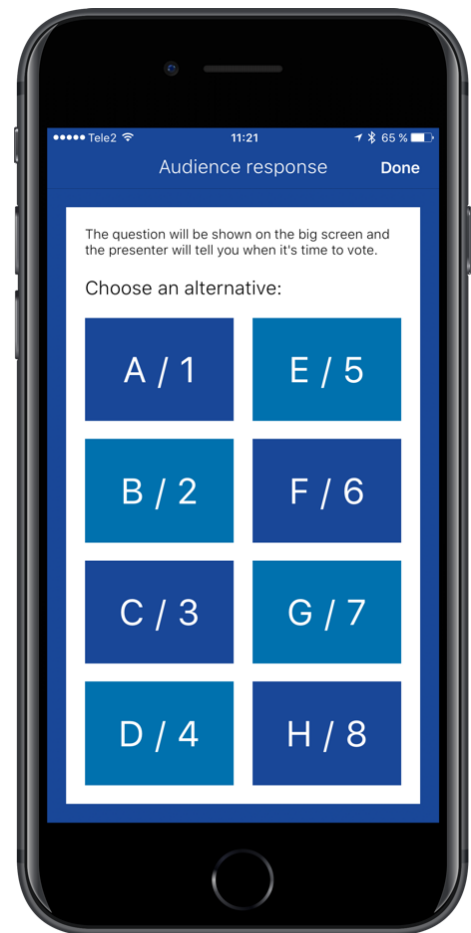 Tele2 11:21 65 %
Audience response Done
The question will be shown on the big screen and
the presenter will tell you when it's time to vote.
Choose an alternative:
A / 1 E / 5
B / 2 F / 6
C / 3 G / 7
D / 4 H / 8